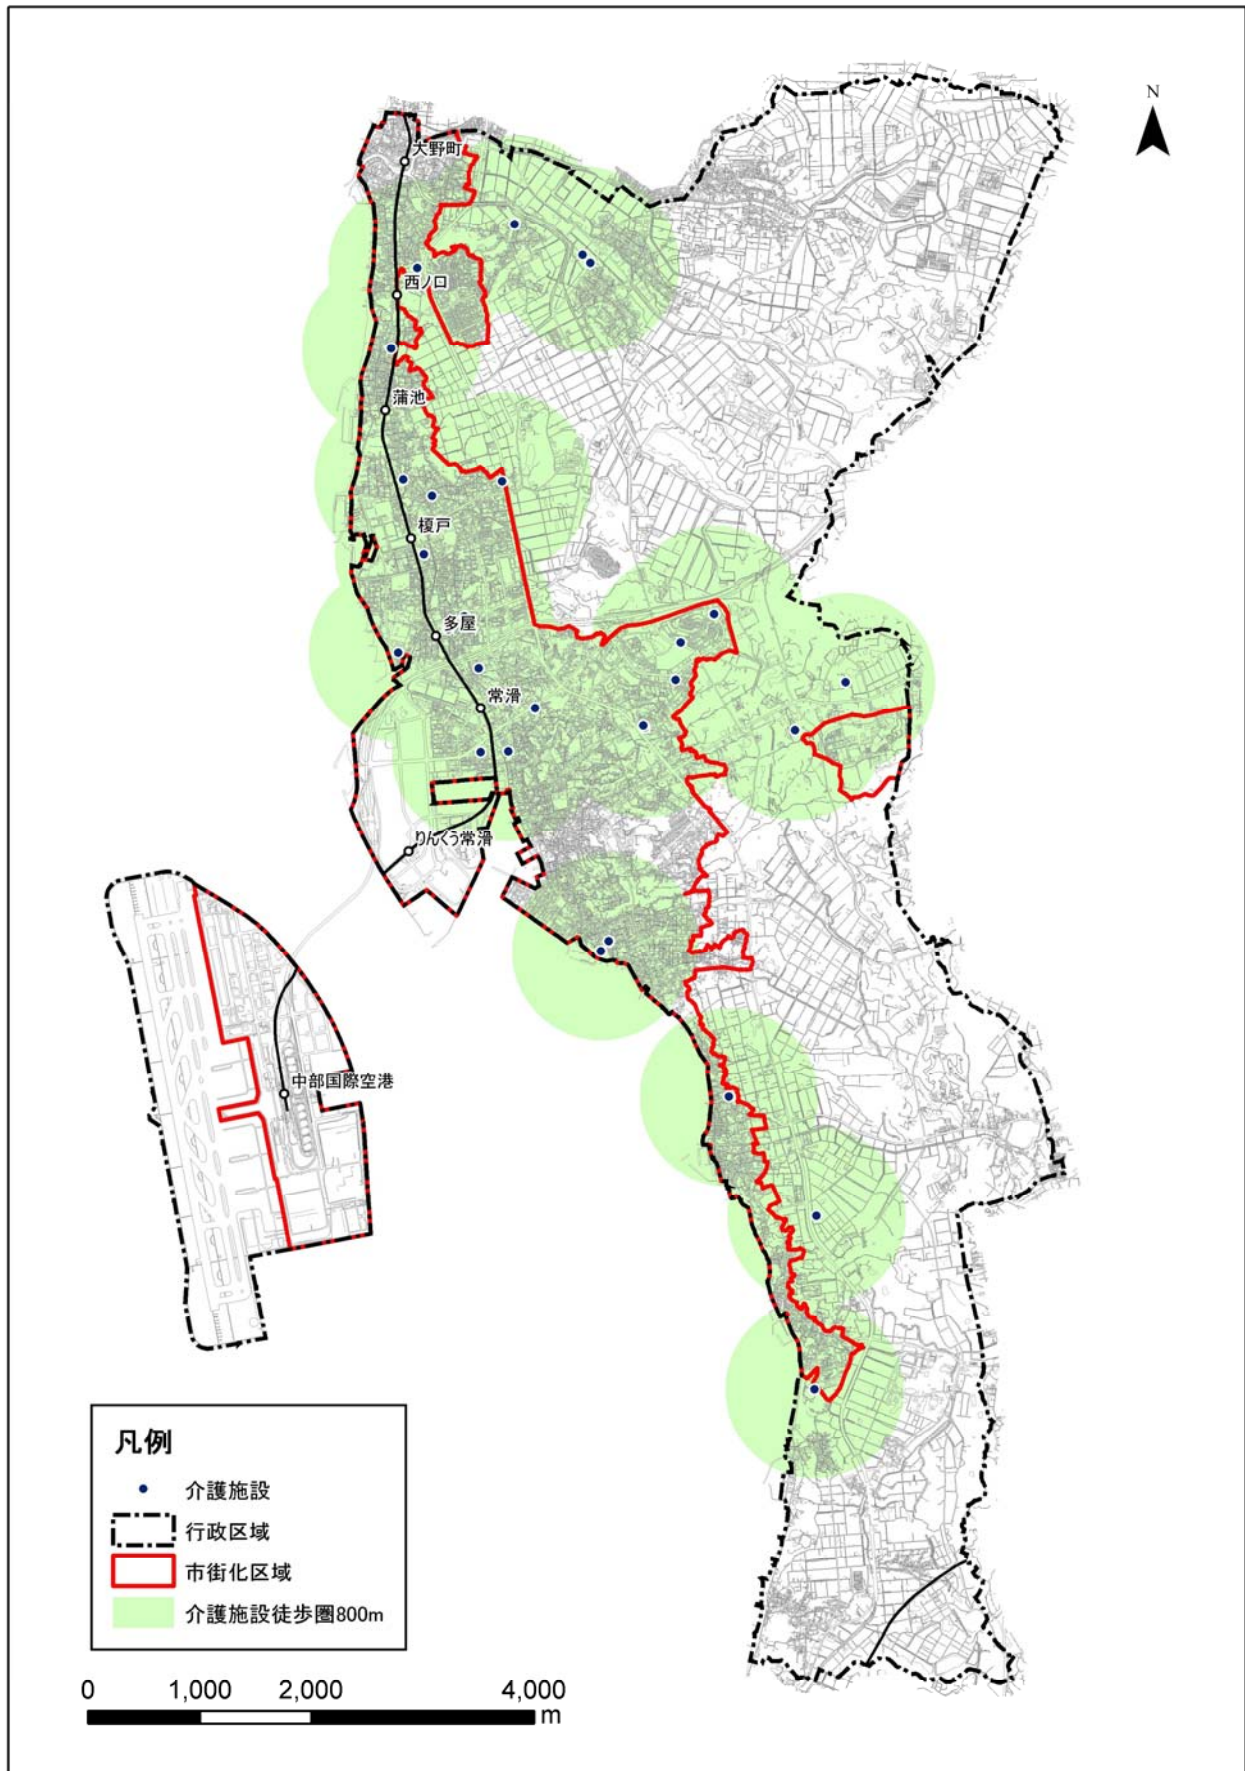 N
大野町
西ノ口
蒲池
榎戸
多屋
常滑
りんくう常滑
中部国際空港
凡例
介護施設
行政区域
市街化区域
介護施設徒歩圏800m
0 1,000 2,000 4,000
m